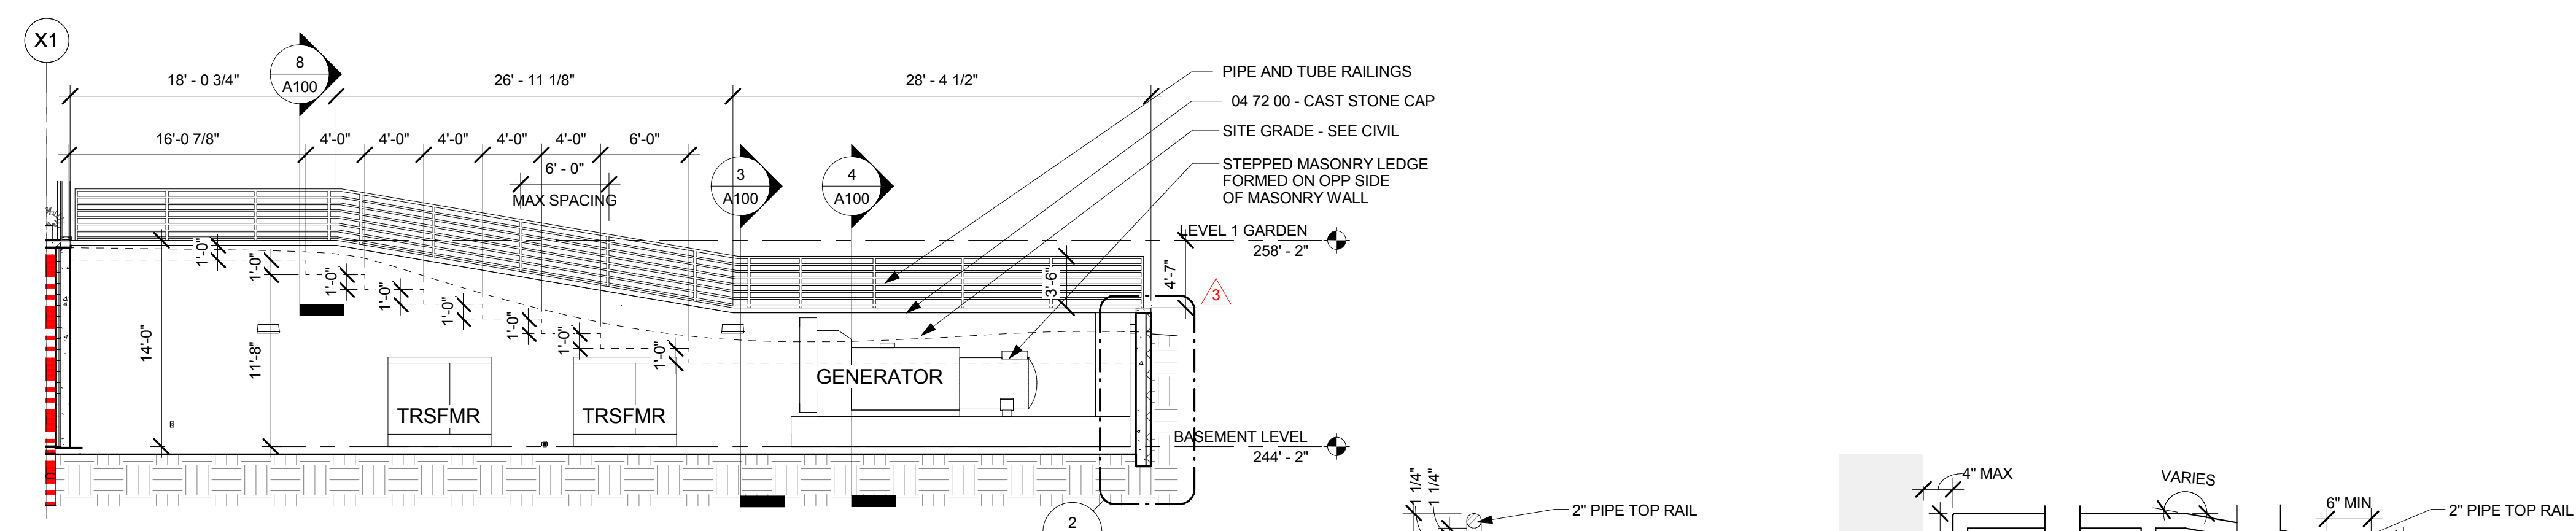 X1
8
A100
18' - 0 3/4"
26' - 11 1/8"
28' - 4 1/2"
PIPE AND TUBE RAILINGS
04 72 00 - CAST STONE CAP
SITE GRADE - SEE CIVIL
STEPPED MASONRY LEDGE
FORMED ON OPP SIDE
OF MASONRY WALL
16'-0 7/8"
4'-0"
4'-0"
4'-0"
4'-0"
4'-0"
6'-0"
6' - 0"
MAX SPACING
3
A100
4
A100
LEVEL 1 GARDEN
258' - 2"
1'-0"
1'-0"
1'-0"
1'-0"
1'-0"
1'-0"
1'-0"
1'-0"
3'-6"
4'-7"
3
14'-0"
11'-8"
TRSFMR
TRSFMR
GENERATOR
BASEMENT LEVEL
244' - 2"
2
1 1/4"
1 1/4"
2" PIPE TOP RAIL
4" MAX
VARIES
6" MIN
2" PIPE TOP RAIL